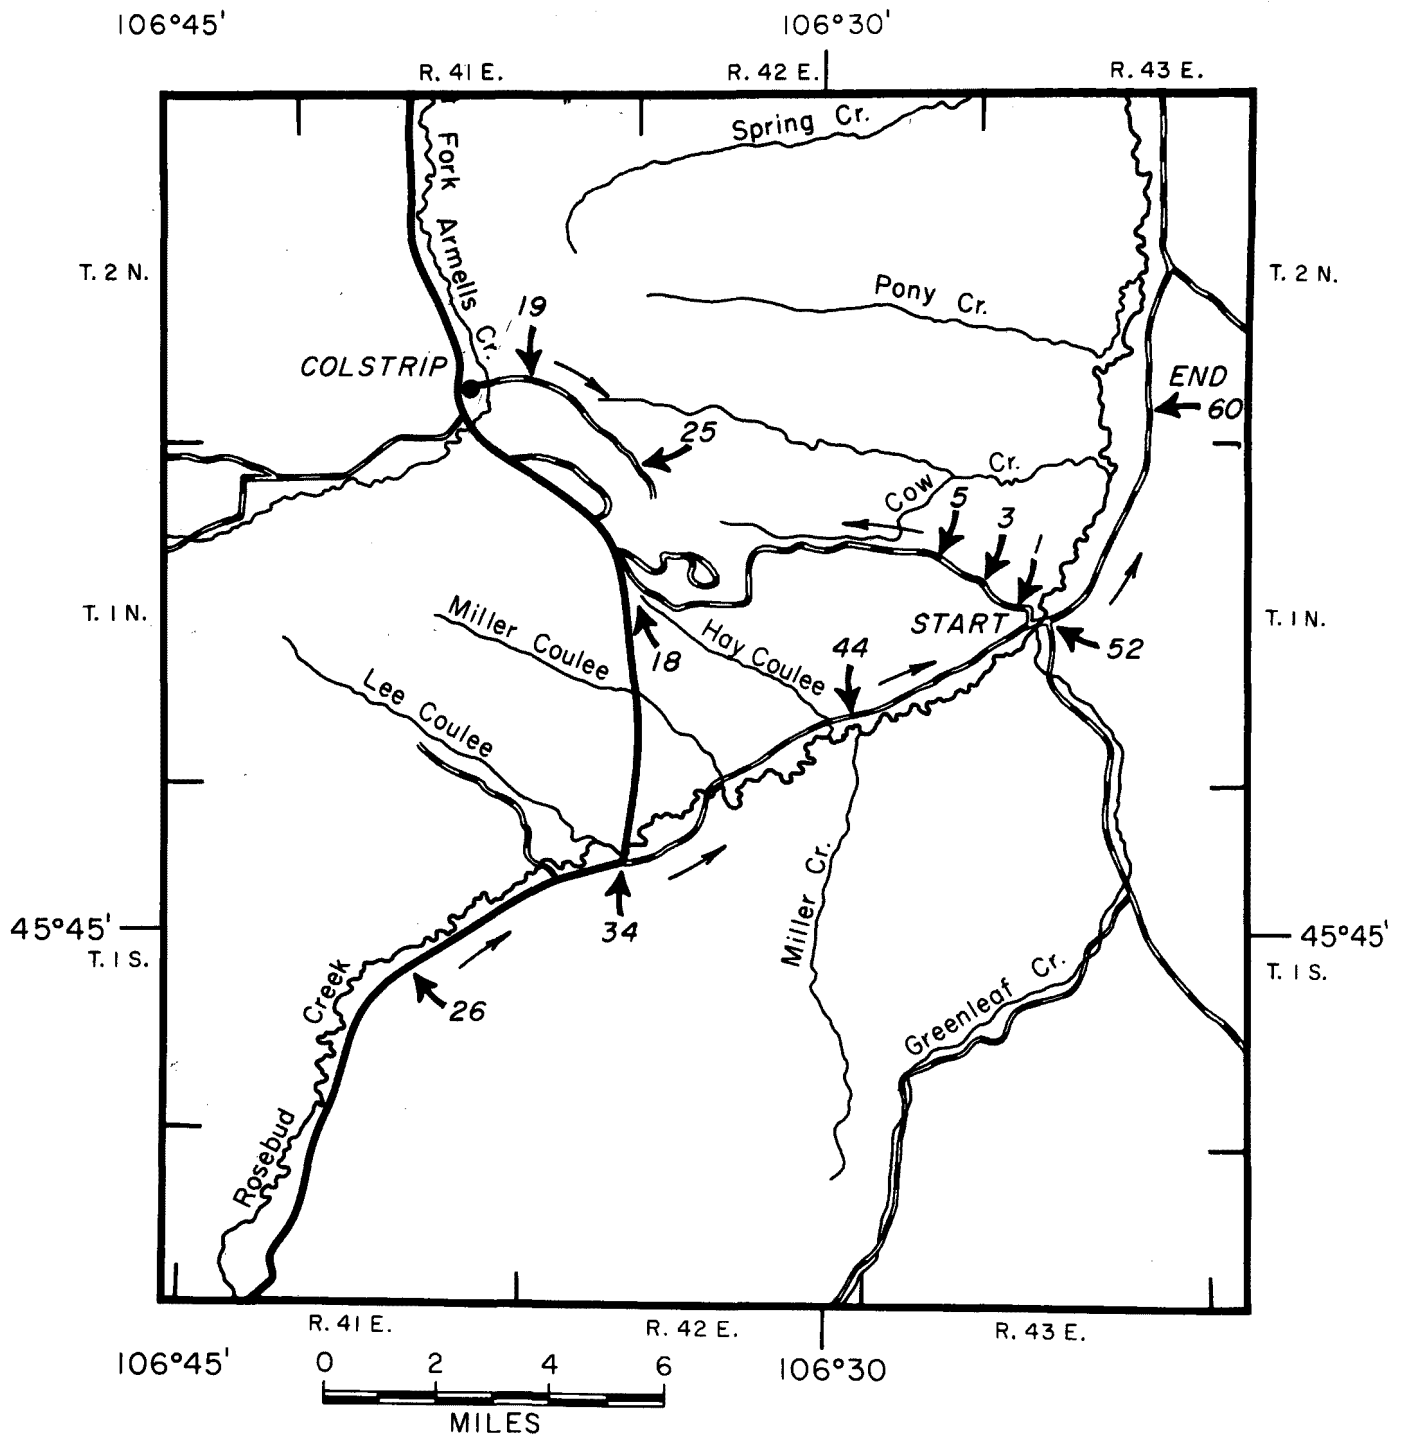 106°45'
106°30'
R. 41 E.
R. 42 E.
R. 43 E.
Spring Cr.
Fork Armells Cr.
T. 2 N.
T. 2 N.
Pony Cr.
19
COLSTRIP
END
60
25
Cr.
Cow
5
3
1
T. 1 N.
T. 1 N.
Miller Coulee
Hay Coulee
START
52
18
44
Lee Coulee
Miller Cr.
34
45°45'
45°45'
T. 1 S.
T. 1 S.
Creek
26
Greenleaf Cr.
Rosebud
R. 41 E.
R. 42 E.
R. 43 E.
106°45'
0 2 4 6
106°30
MILES